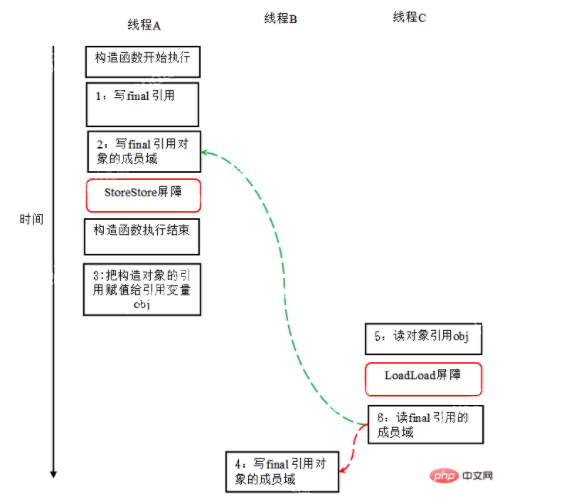 线程A
线程B
线程C
时间
构造函数开始执行
1：写final引用
2：写final引用对
象的成员域
StoreStore屏障
构造函数执行结束
3:把构造对象的引
用赋值给引用变量
obj
5：读对象引用obj
LoadLoad屏障
6：读final引用的
成员域
4：写final引用对
象的成员域
php 中文网